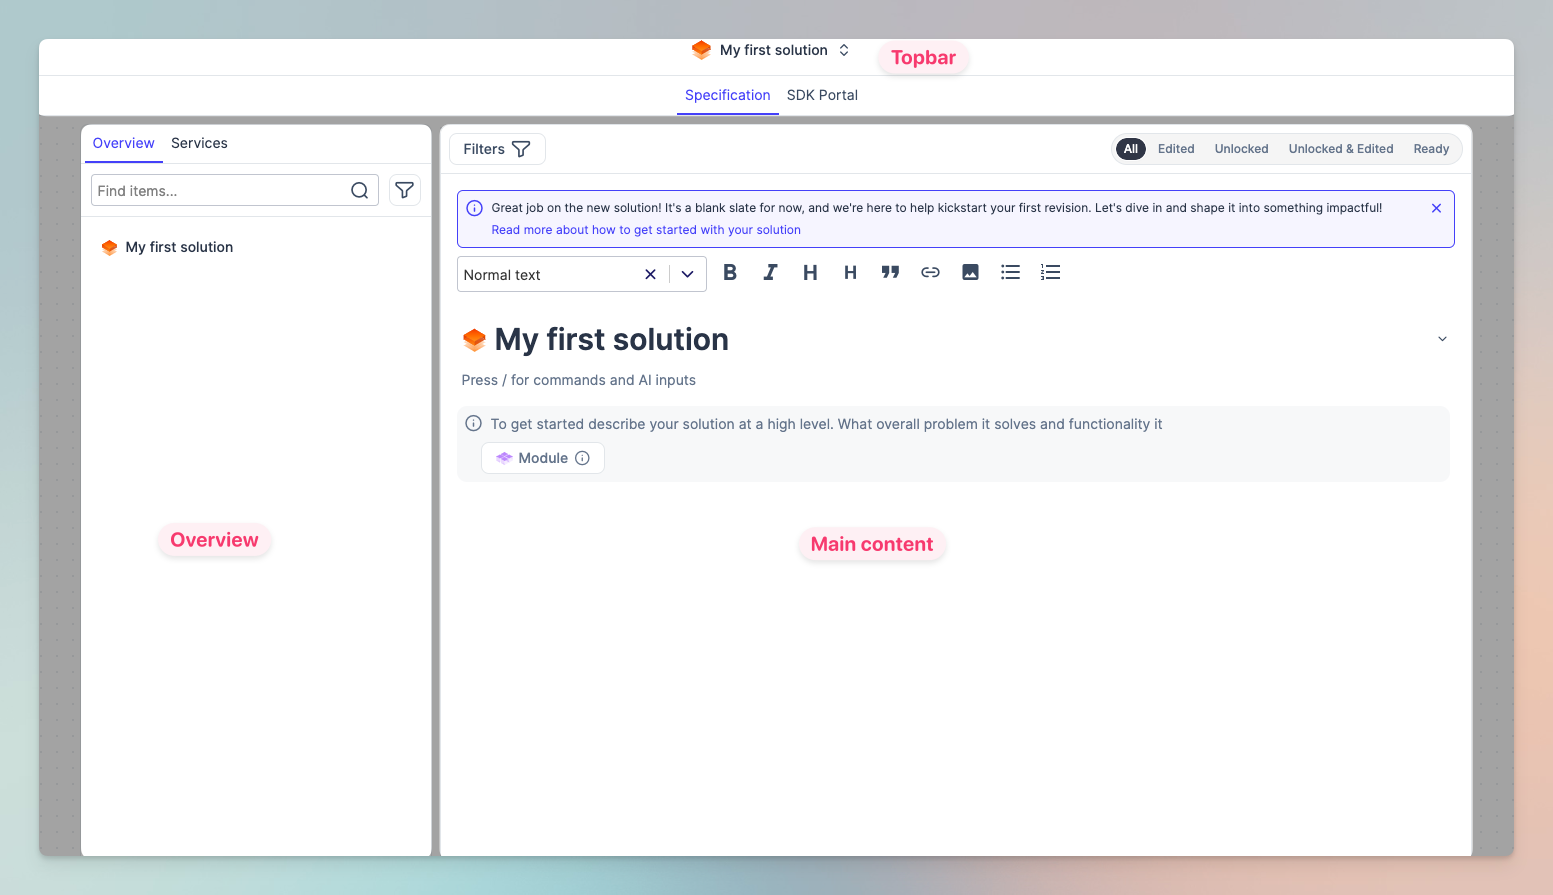 My first solution
Topbar
Specification SDK Portal
Overview Services
Find items...
My first solution
Overview
Filters
All Edited Unlocked Unlocked & Edited Ready
Great job on the new solution! It's a blank slate for now, and we're here to help kickstart your first revision. Let's dive in and shape it into something impactful!
Read more about how to get started with your solution
Normal text
B I H H
My first solution
Press / for commands and AI inputs
To get started describe your solution at a high level. What overall problem it solves and functionality it
Module
Main content